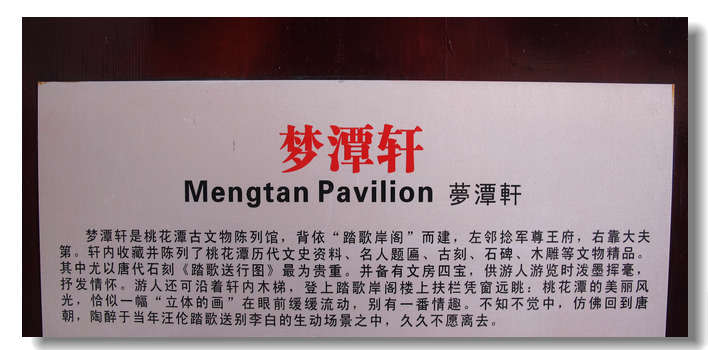 梦潭轩
Mengtan Pavilion 夢潭軒
梦潭轩是桃花潭古文物陈列馆，背依“踏歌岸阁”而建，左邻捻军尊王府，右靠大夫
第。轩内收藏并陈列了桃花潭历代文史资料、名人题匾、古刻、石碑、木雕等文物精品。
其中尤以唐代石刻《踏歌送行图》最为贵重。并备有文房四宝，供游人游览时泼墨挥毫，
抒发情怀。游人还可沿着轩内木梯，登上踏歌岸阁楼上扶栏凭窗远眺：桃花潭的美丽风
光，恰似一幅“立体的画”在眼前缓缓流动，别有一番情趣。不知不觉中，仿佛回到唐
朝，陶醉于当年汪伦踏歌送别李白的生动场景之中，久久不愿离去。